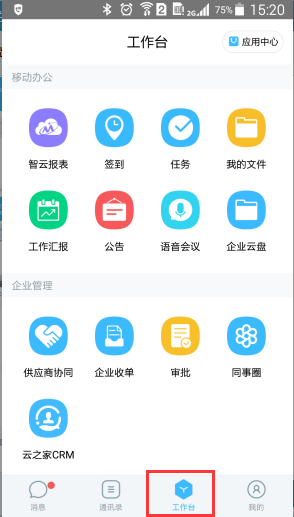 2 2G 75% 15:20
工作台 应用中心
移动办公
智云报表 签到 任务 我的文件
工作汇报 公告 语音会议 企业云盘
企业管理
供应商协同 企业收单 审批 同事圈
云之家CRM
消息 通讯录 工作台 我的